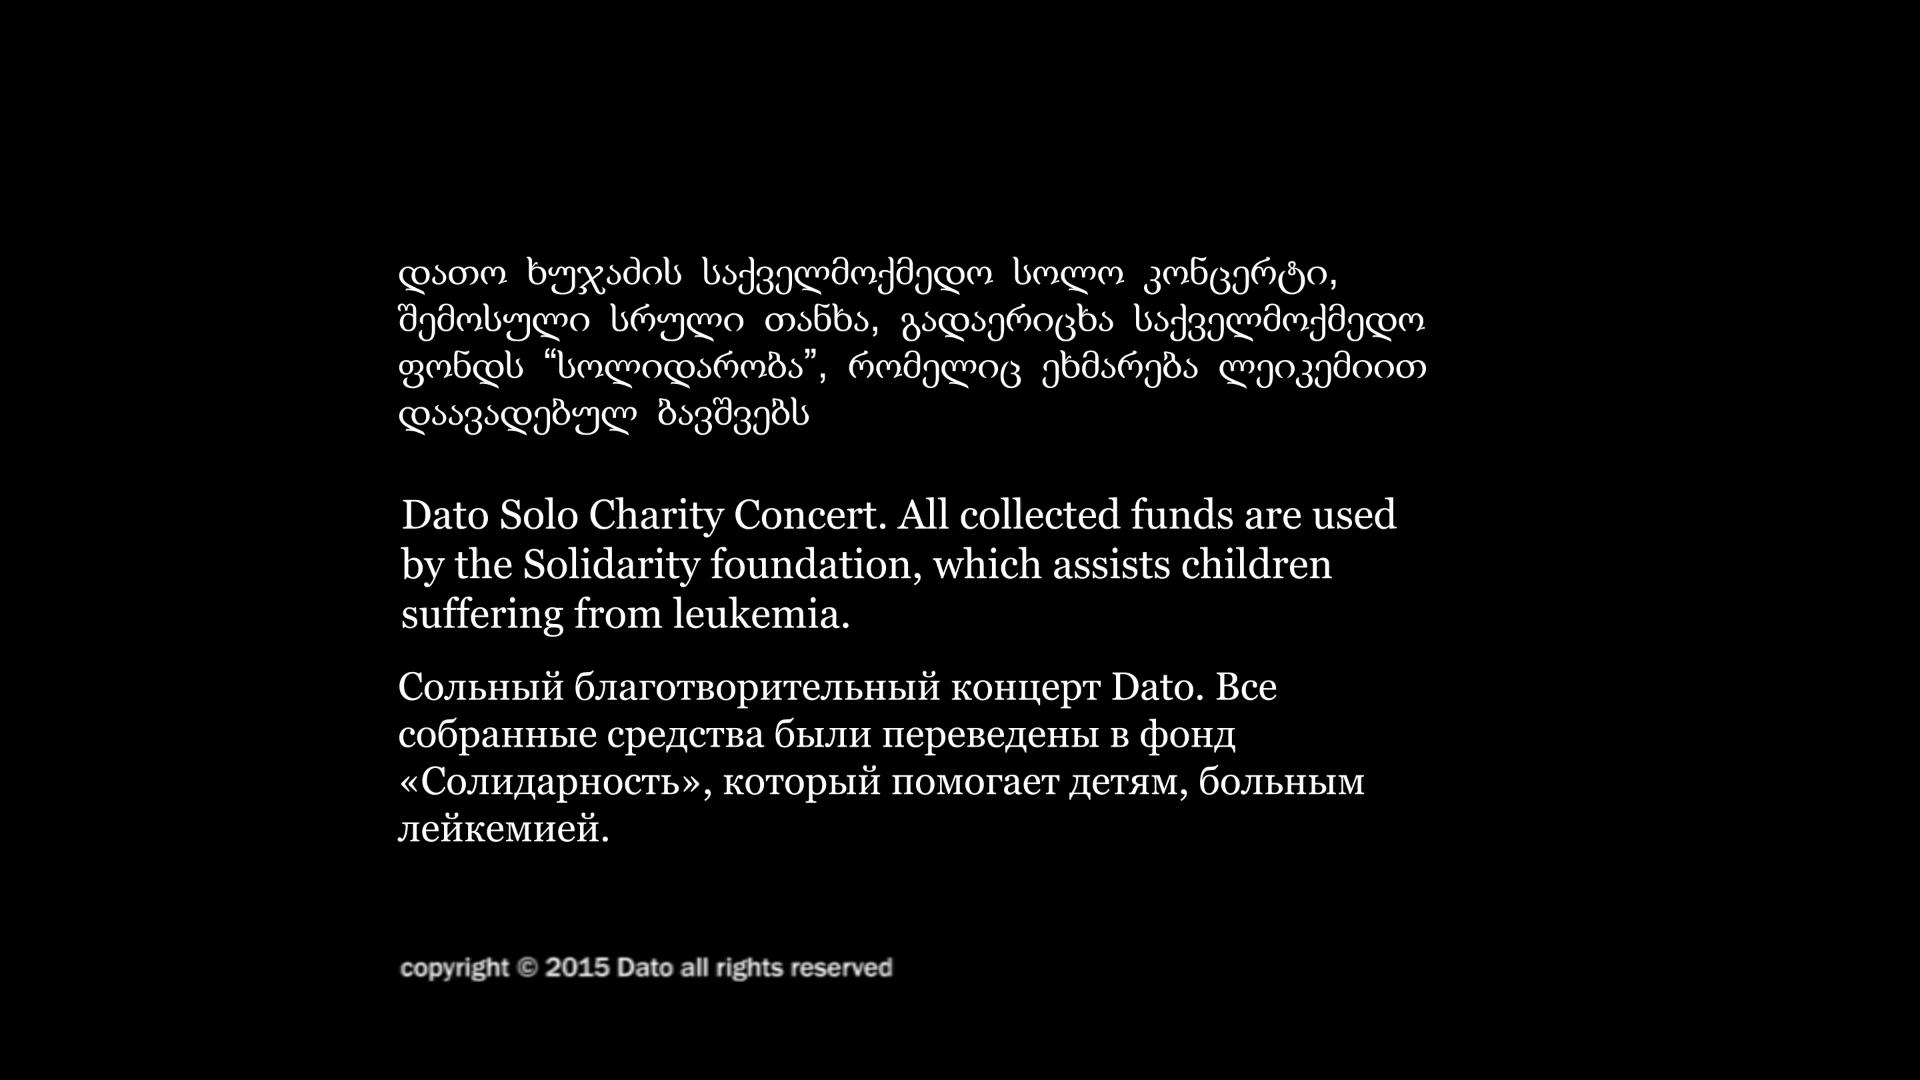 დათო ხუჯაძის საქველმოქმედო სოლო კონცერტი,
შემოსული სრული თანხა, გადაერიცხა საქველმოქმედო
ფონდს “სოლიდარობა”, რომელიც ეხმარება ლეიკემიით
დაავადებულ ბავშვებს
Dato Solo Charity Concert. All collected funds are used
by the Solidarity foundation, which assists children
suffering from leukemia.
Сольный благотворительный концерт Dato. Все
собранные средства были переведены в фонд
«Солидарность», который помогает детям, больным
лейкемией.
copyright © 2015 Dato all rights reserved